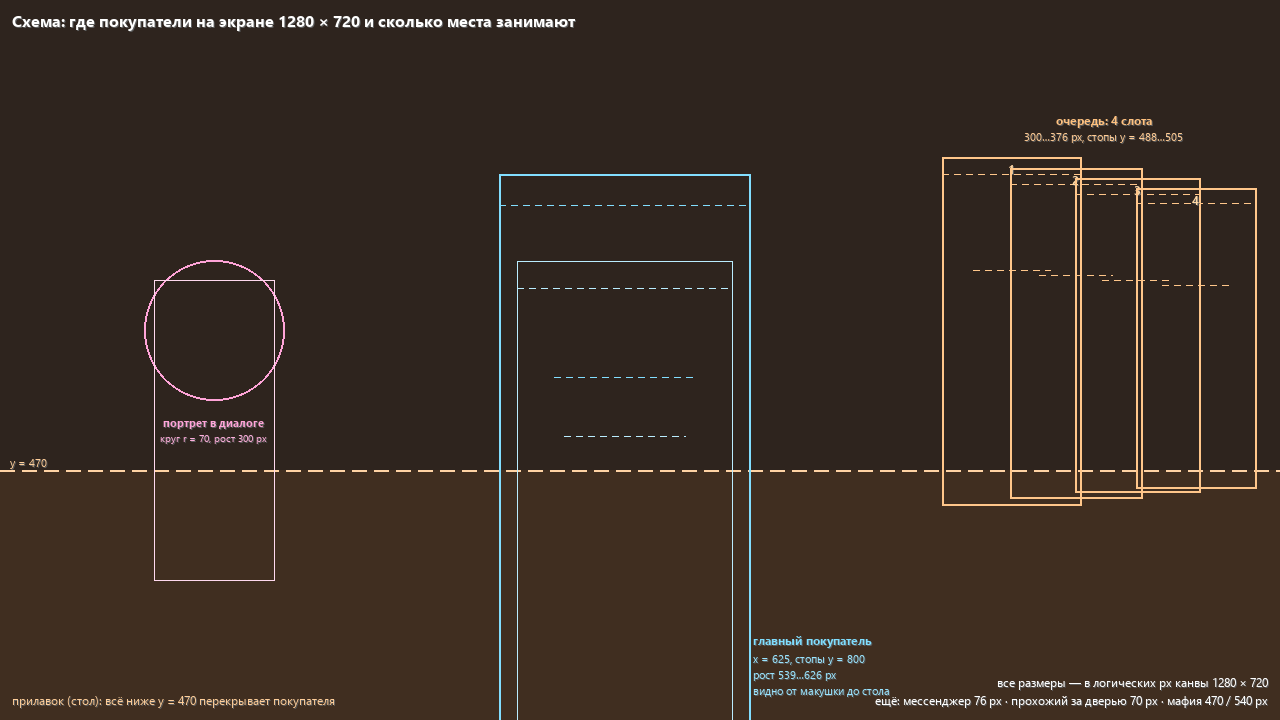 Схема: где покупатели на экране 1280 × 720 и сколько места занимают
очередь: 4 слота
300...376 px, стопы y = 488...505
1
2
3
4
портрет в диалоге
круг r = 70, рост 300 px
y = 470
главный покупатель
x = 625, стопы y = 800
рост 539...626 px
видно от макушки до стола
все размеры — в логических px канвы 1280 × 720
прилавок (стол): всё ниже y = 470 перекрывает покупателя
ещё: мессенджер 76 px · прохожий за дверью 70 px · мафия 470 / 540 px